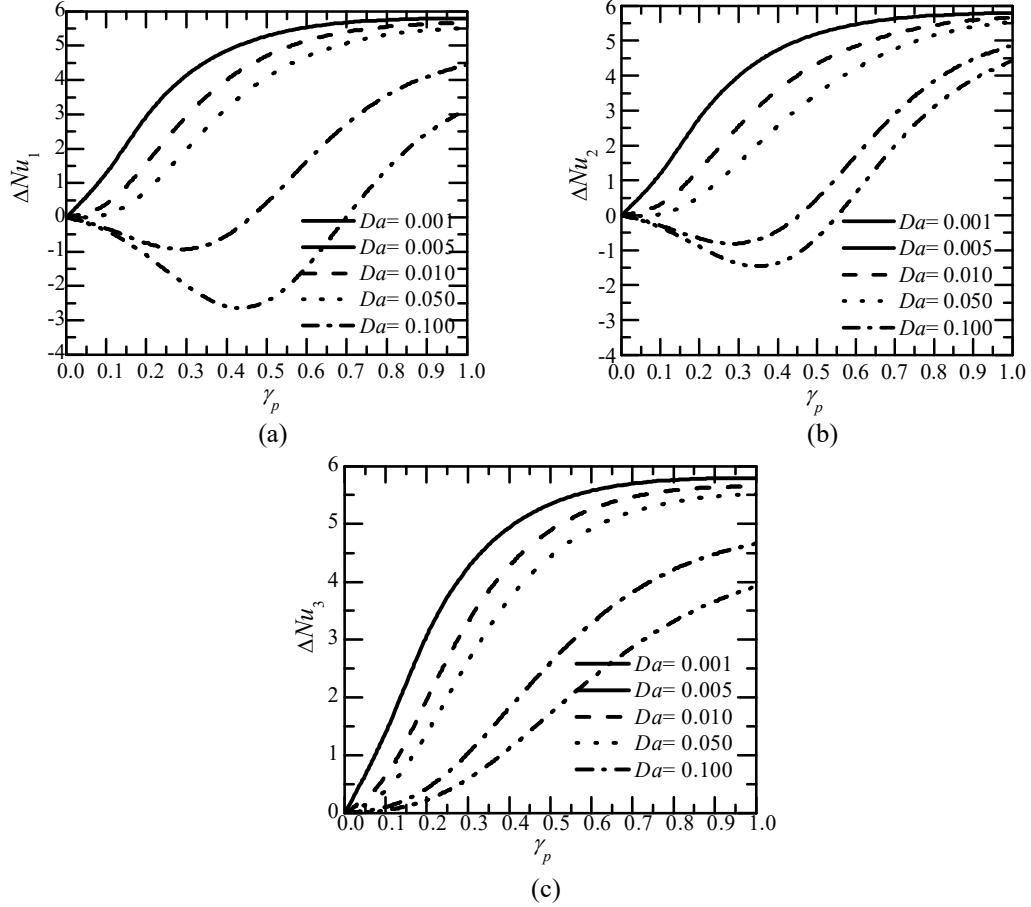 6
5
4
3
2
1
0
-1
-2
-3
-4
ΔNu₁
Da= 0.001
Da= 0.005
Da= 0.010
Da= 0.050
Da= 0.100
0.0 0.1 0.2 0.3 0.4 0.5 0.6 0.7 0.8 0.9 1.0
γₚ
(a)
6
5
4
3
2
1
0
-1
-2
-3
-4
ΔNu₂
Da= 0.001
Da= 0.005
Da= 0.010
Da= 0.050
Da= 0.100
0.0 0.1 0.2 0.3 0.4 0.5 0.6 0.7 0.8 0.9 1.0
γₚ
(b)
6
5
4
3
2
1
0
ΔNu₃
Da= 0.001
Da= 0.005
Da= 0.010
Da= 0.050
Da= 0.100
0.0 0.1 0.2 0.3 0.4 0.5 0.6 0.7 0.8 0.9 1.0
γₚ
(c)